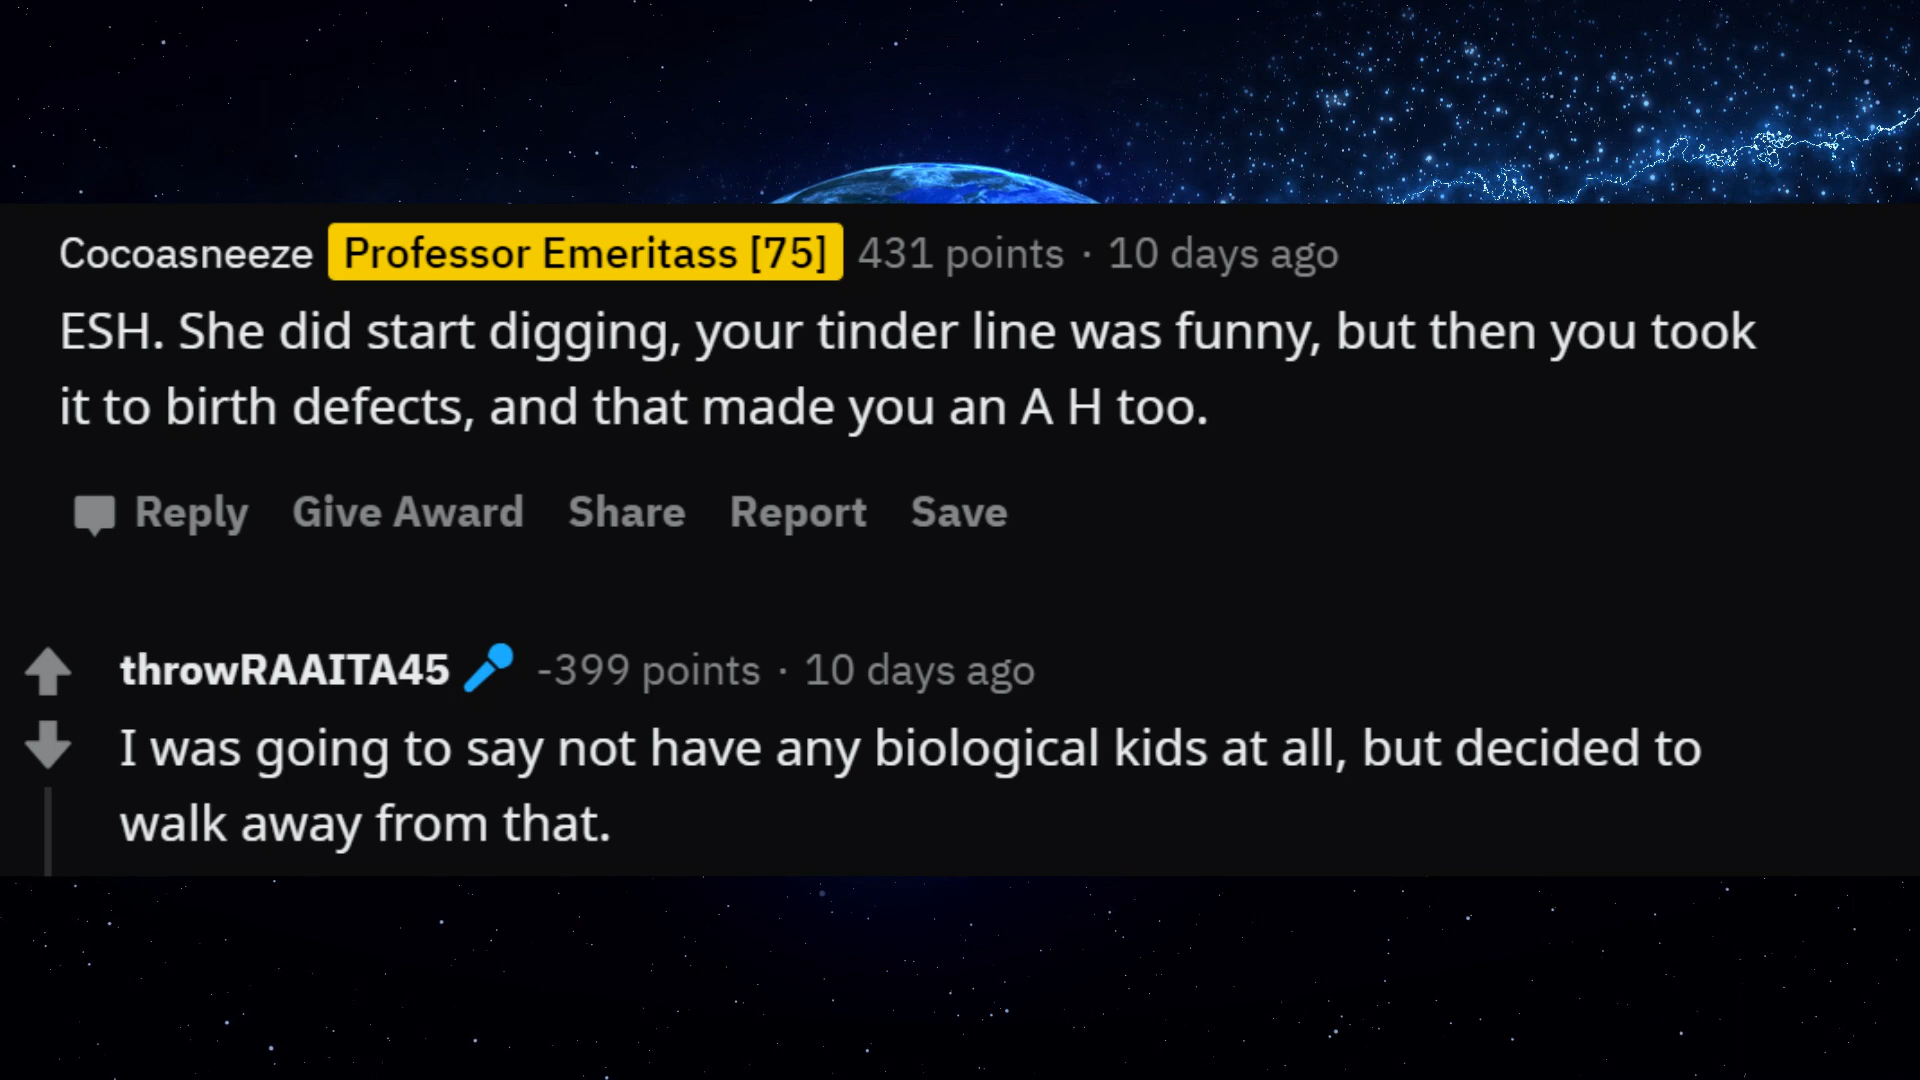 Cocoasneeze Professor Emeritass [75] 431 points · 10 days ago
ESH. She did start digging, your tinder line was funny, but then you took
it to birth defects, and that made you an A H too.
Reply Give Award Share Report Save
throwRAAITA45 -399 points · 10 days ago
I was going to say not have any biological kids at all, but decided to
walk away from that.